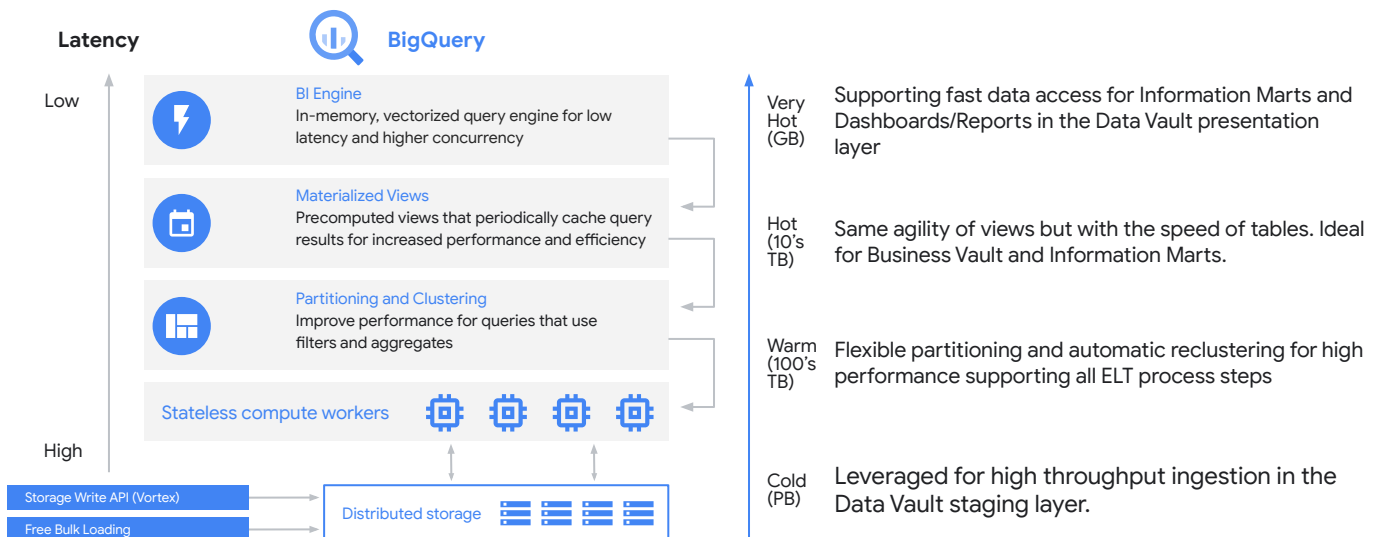 Latency
BigQuery
Low
BI Engine
In-memory, vectorized query engine for low
latency and higher concurrency
Very
Hot
(GB)
Supporting fast data access for Information Marts and
Dashboards/Reports in the Data Vault presentation
layer
Materialized Views
Precomputed views that periodically cache query
results for increased performance and efficiency
Hot
(10's
TB)
Same agility of views but with the speed of tables. Ideal
for Business Vault and Information Marts.
Partitioning and Clustering
Improve performance for queries that use
filters and aggregates
Warm
(100's
TB)
Flexible partitioning and automatic reclustering for high
performance supporting all ELT process steps
Stateless compute workers
High
Storage Write API (Vortex)
Free Bulk Loading
Distributed storage
Cold
(PB)
Leveraged for high throughput ingestion in the
Data Vault staging layer.